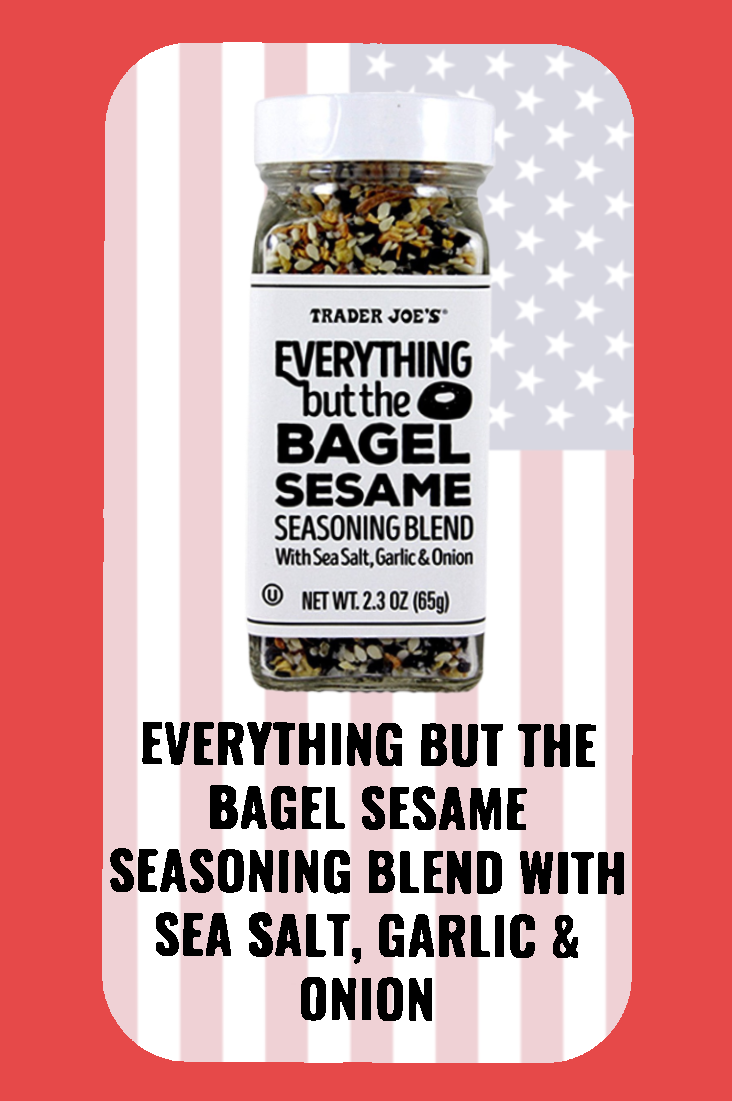 TRADER JOE'S®
EVERYTHING
but the
BAGEL
SESAME
SEASONING BLEND
With Sea Salt, Garlic & Onion
U
NET WT. 2.3 OZ (65g)
EVERYTHING BUT THE
BAGEL SESAME
SEASONING BLEND WITH
SEA SALT, GARLIC &
ONION